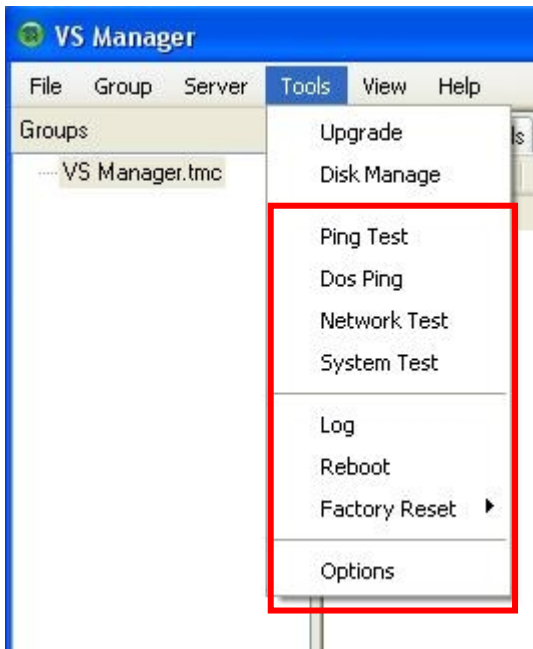 VS Manager
File Group Server Tools View Help
Groups
VS Manager.tmc
Upgrade
Disk Manage
Ping Test
Dos Ping
Network Test
System Test
Log
Reboot
Factory Reset
Options